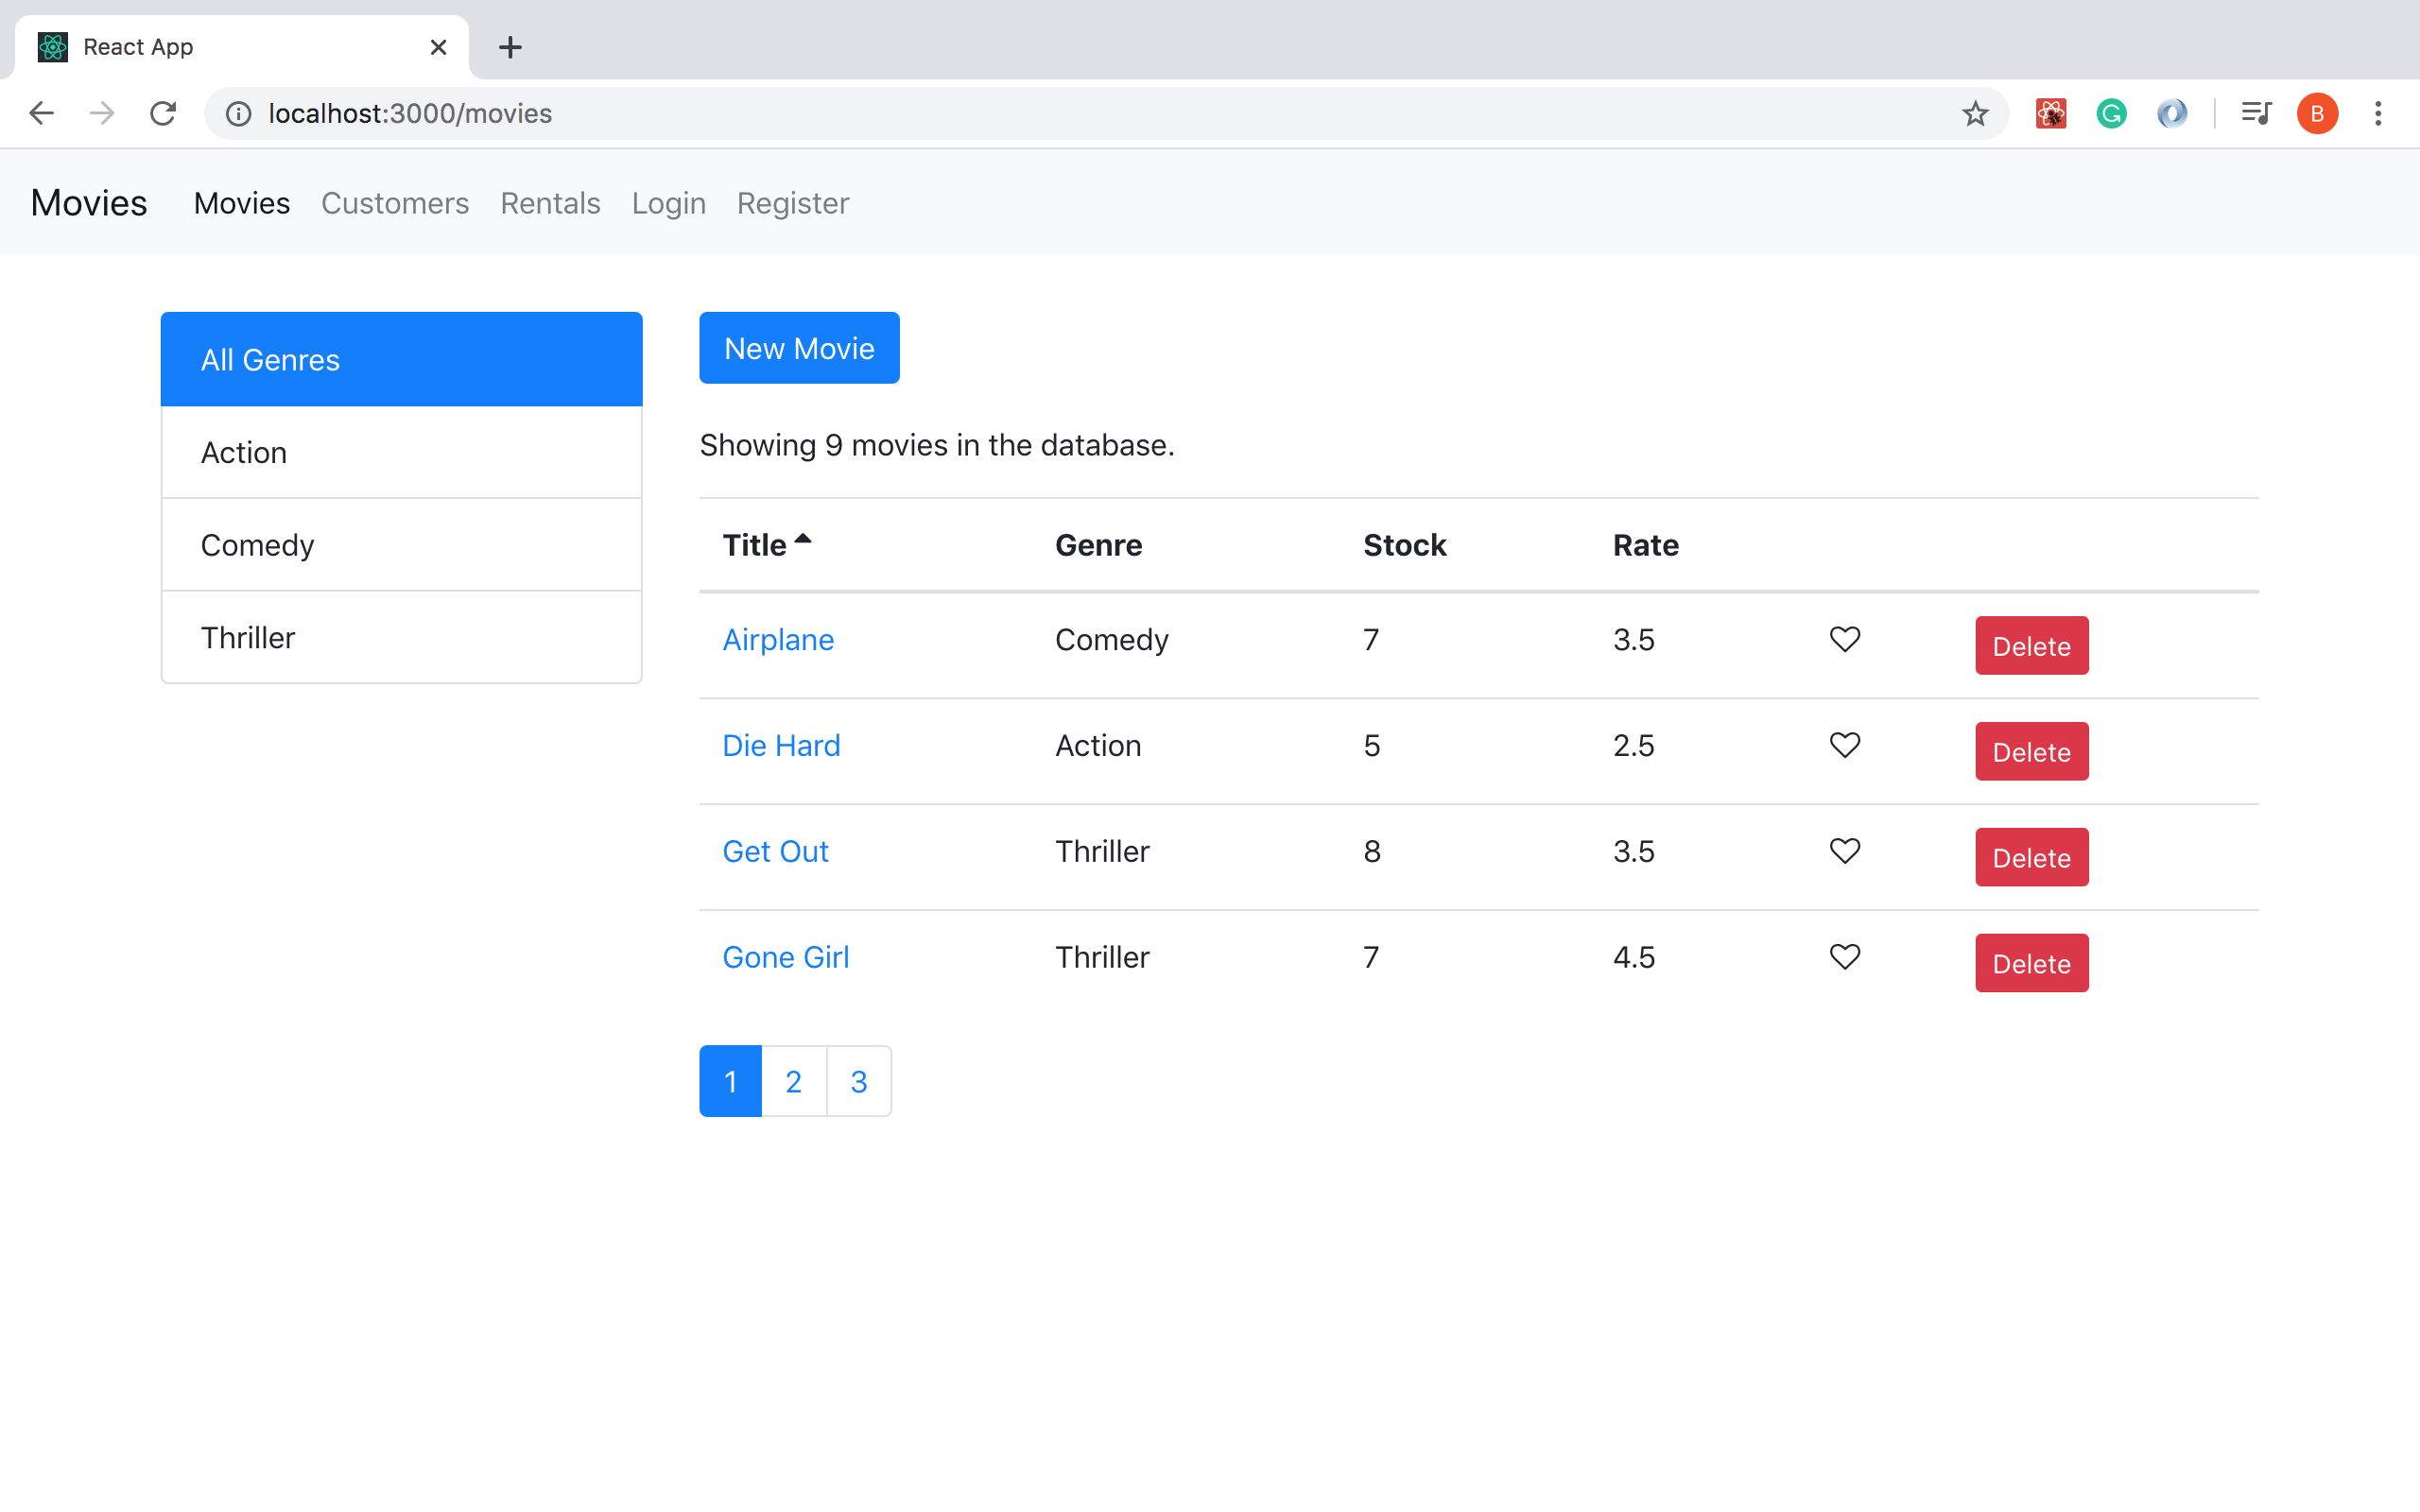 React App
localhost:3000/movies
B
Movies Movies Customers Rentals Login Register
All Genres
Action
Comedy
Thriller
New Movie
Showing 9 movies in the database.
Title Genre Stock Rate
Airplane Comedy 7 3.5 Delete
Die Hard Action 5 2.5 Delete
Get Out Thriller 8 3.5 Delete
Gone Girl Thriller 7 4.5 Delete
1 2 3